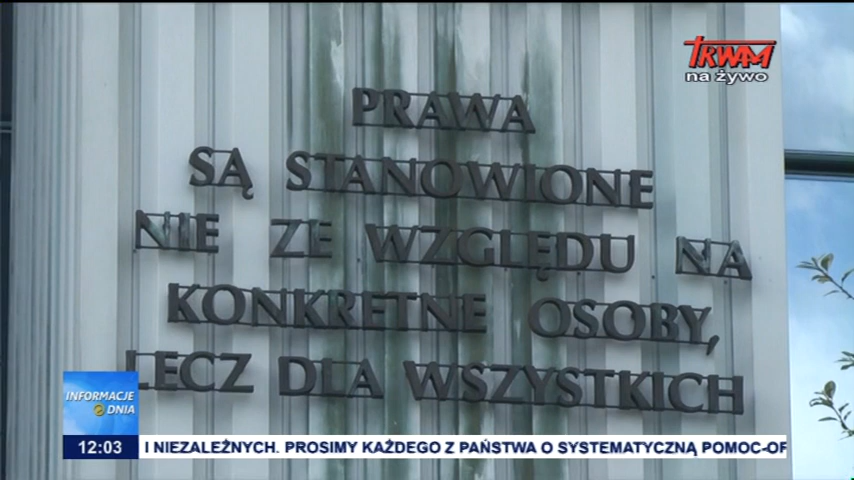 TRWAM
na żywo
PRAWA
SĄ STANOWIONE
NIE ZE WZGLĘDU NA
KONKRETNE OSOBY,
LECZ DLA WSZYSTKICH
INFORMACJE
DNIA
12:03 I NIEZALEŻNYCH. PROSIMY KAŻDEGO Z PAŃSTWA O SYSTEMATYCZNĄ POMOC-OF